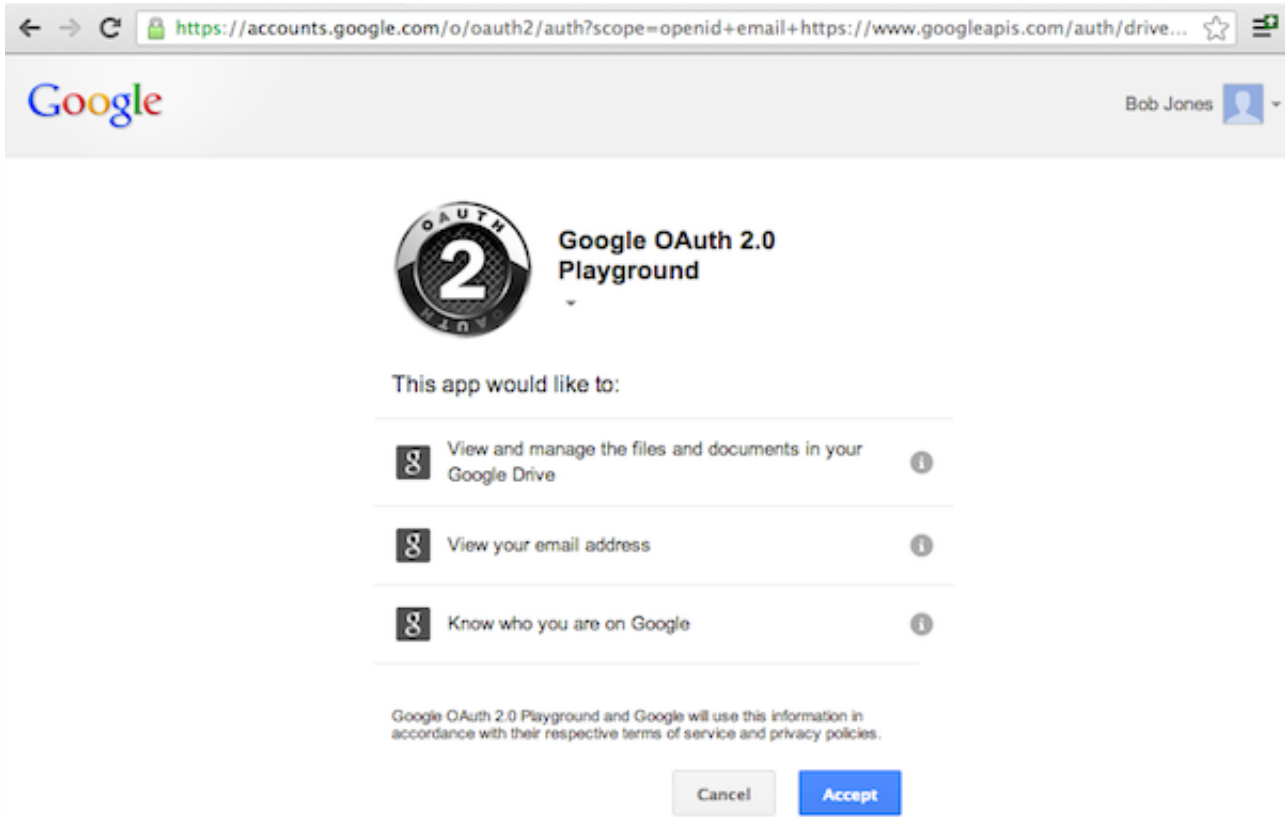 https://accounts.google.com/o/oauth2/auth?scope=openid+email+https://www.googleapis.com/auth/drive...
Google
Bob Jones
OAUTH
2
OAUTH
Google OAuth 2.0
Playground
This app would like to:
g
View and manage the files and documents in your
Google Drive
i
g
View your email address
i
g
Know who you are on Google
i
Google OAuth 2.0 Playground and Google will use this information in
accordance with their respective terms of service and privacy policies.
Cancel
Accept